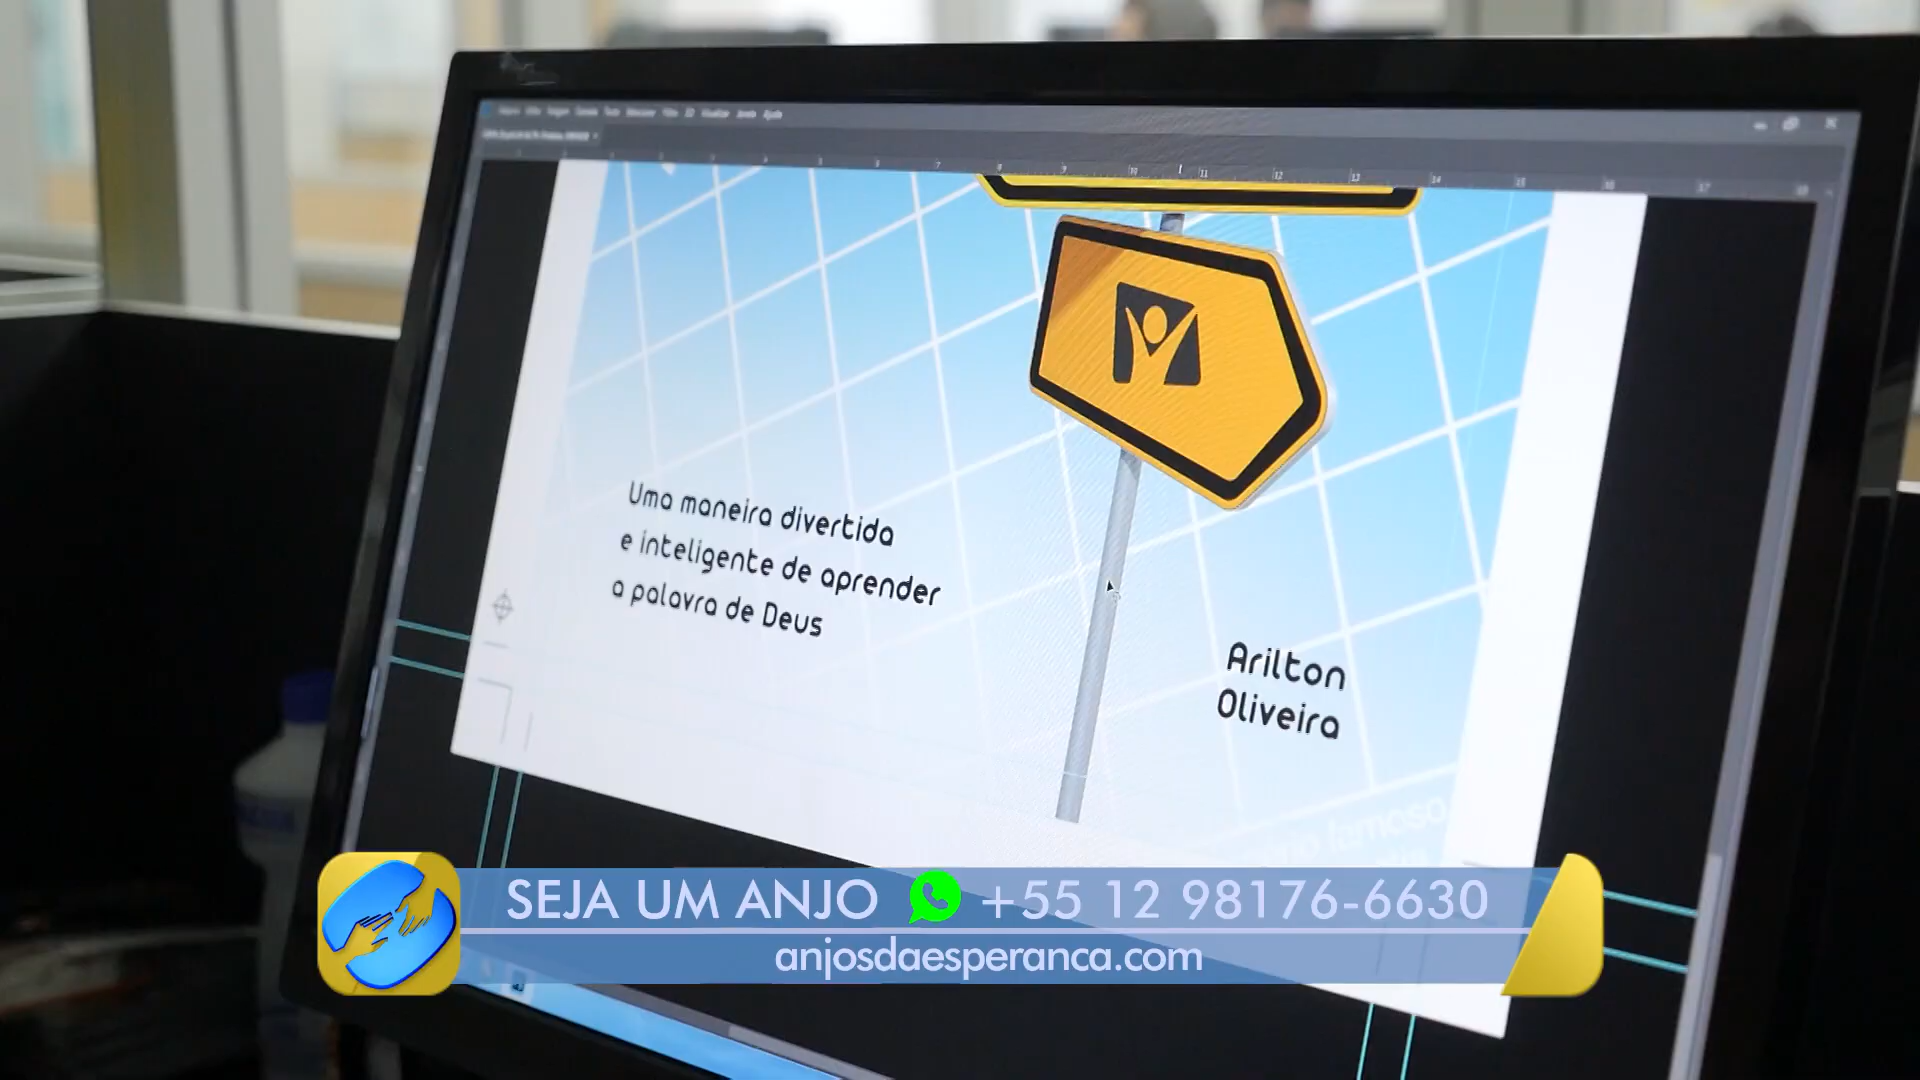 Uma maneira divertida
e inteligente de aprender
a palavra de Deus
Arilton
Oliveira
SEJA UM ANJO +55 12 98176-6630
anjosdaesperanca.com